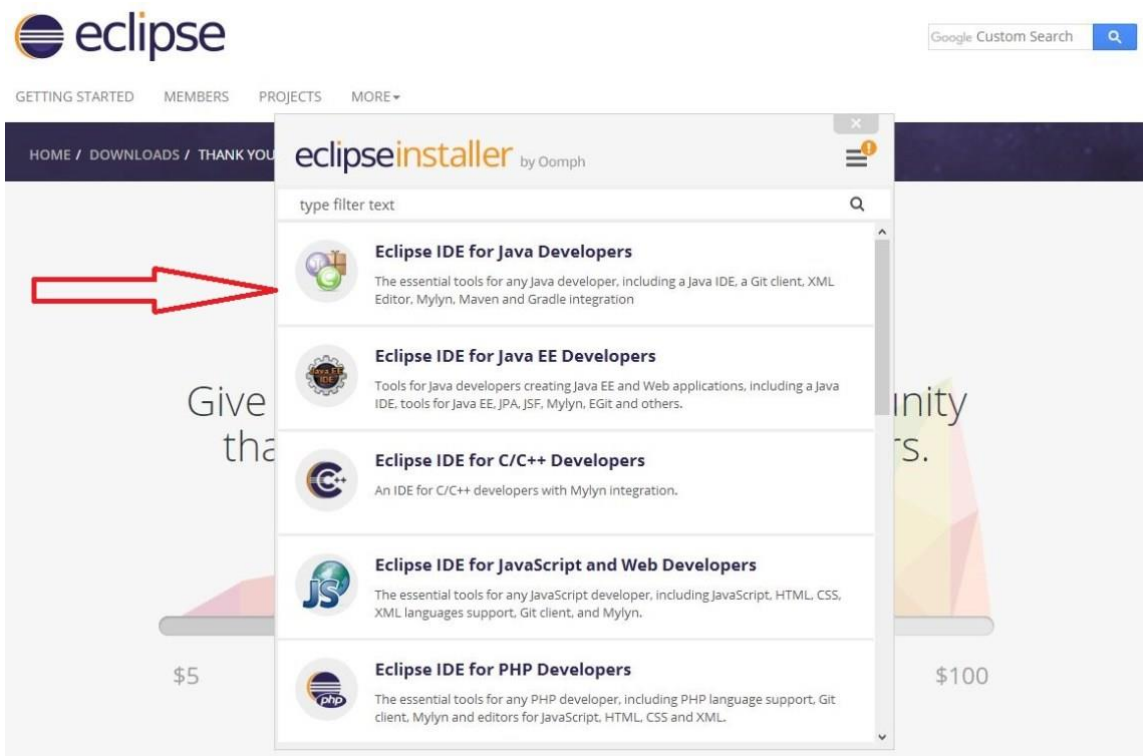 eclipse
Google Custom Search
GETTING STARTED MEMBERS PROJECTS MORE
HOME / DOWNLOADS / THANK YOU
eclipseinstaller by Oomph
!
type filter text
Eclipse IDE for Java Developers
The essential tools for any Java developer, including a Java IDE, a Git client, XML
Editor, Mylyn, Maven and Gradle integration
Eclipse IDE for Java EE Developers
Java EE
IDE
Tools for Java developers creating Java EE and Web applications, including a Java
IDE, tools for Java EE, JPA, JSF, Mylyn, EGit and others.
Give
tha
inity
rs.
Eclipse IDE for C/C++ Developers
C++
An IDE for C/C++ developers with Mylyn integration.
Eclipse IDE for JavaScript and Web Developers
JS
The essential tools for any JavaScript developer, including JavaScript, HTML, CSS,
XML languages support, Git client, and Mylyn.
Eclipse IDE for PHP Developers
php
The essential tools for any PHP developer, including PHP language support, Git
client, Mylyn and editors for JavaScript, HTML, CSS and XML.
$5
$100